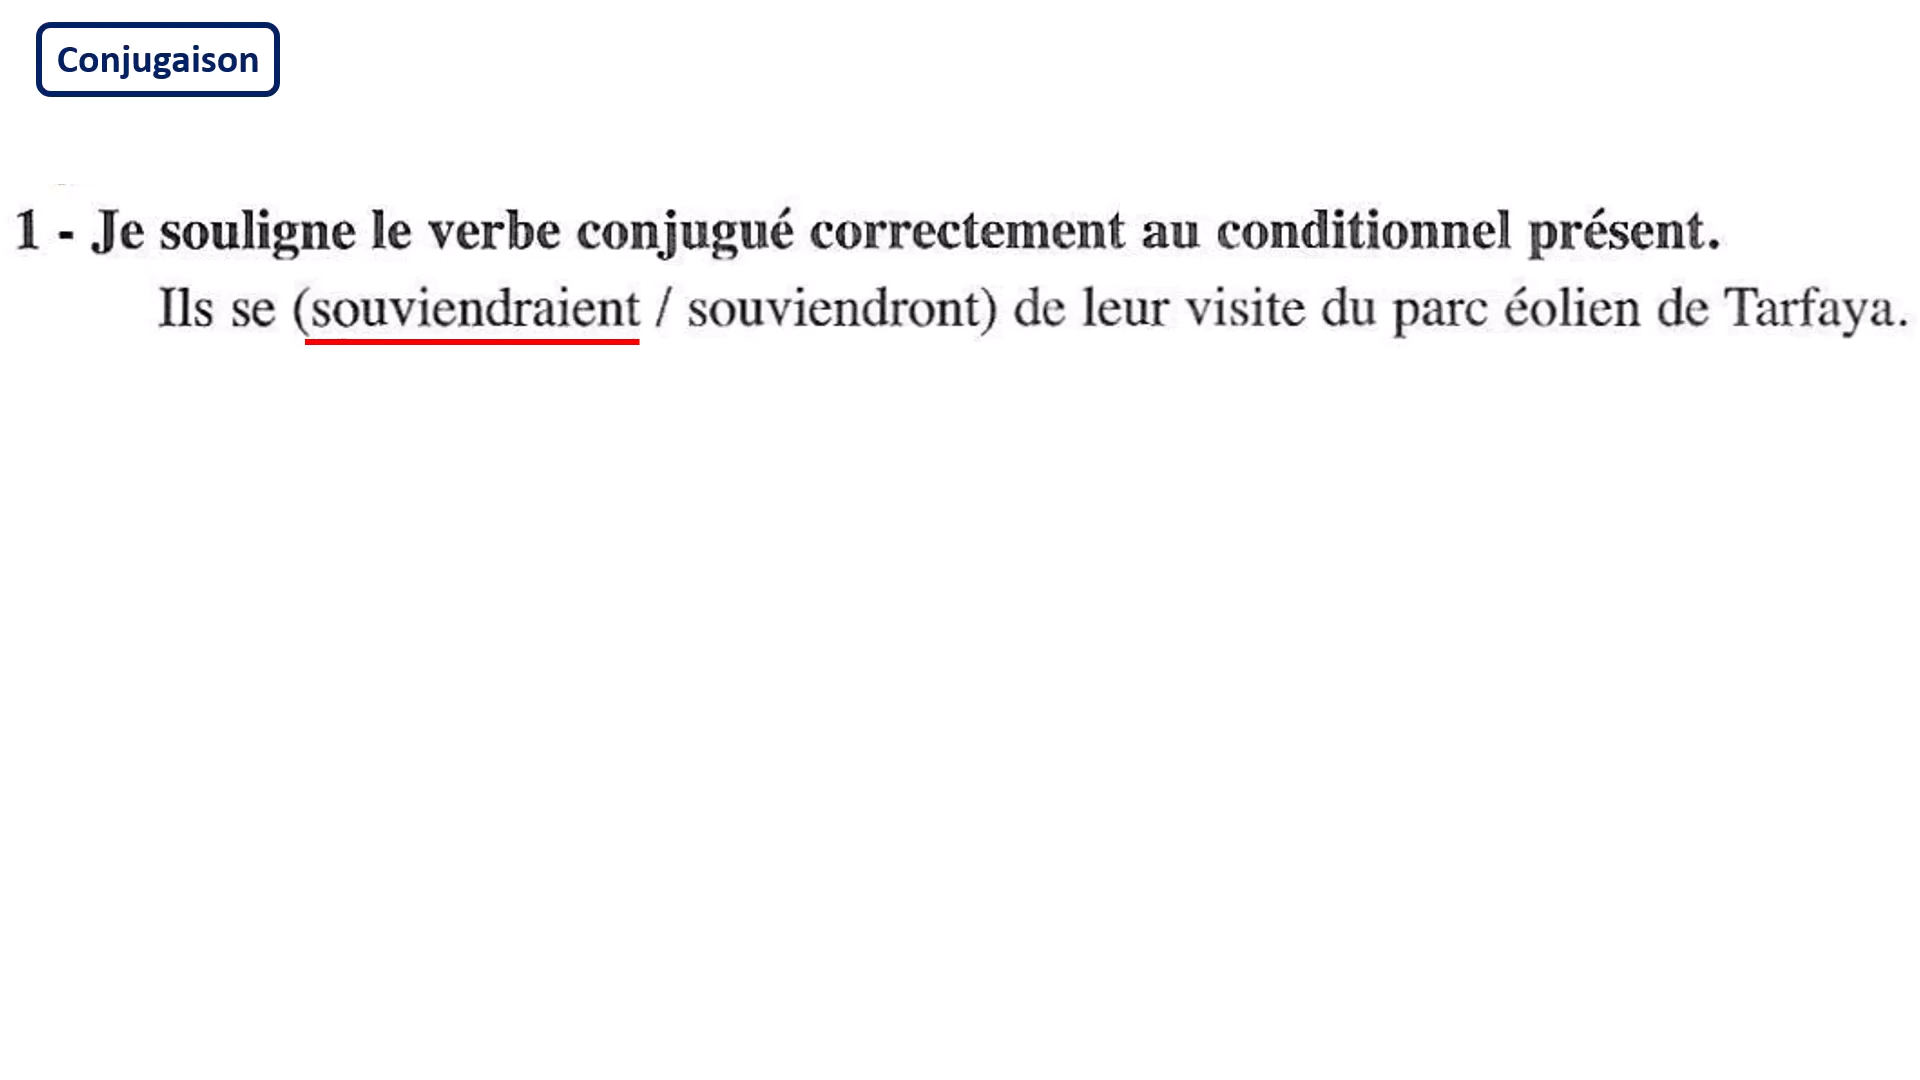 Conjugaison
1 - Je souligne le verbe conjugué correctement au conditionnel présent.
Ils se (souviendraient / souviendront) de leur visite du parc éolien de Tarfaya.